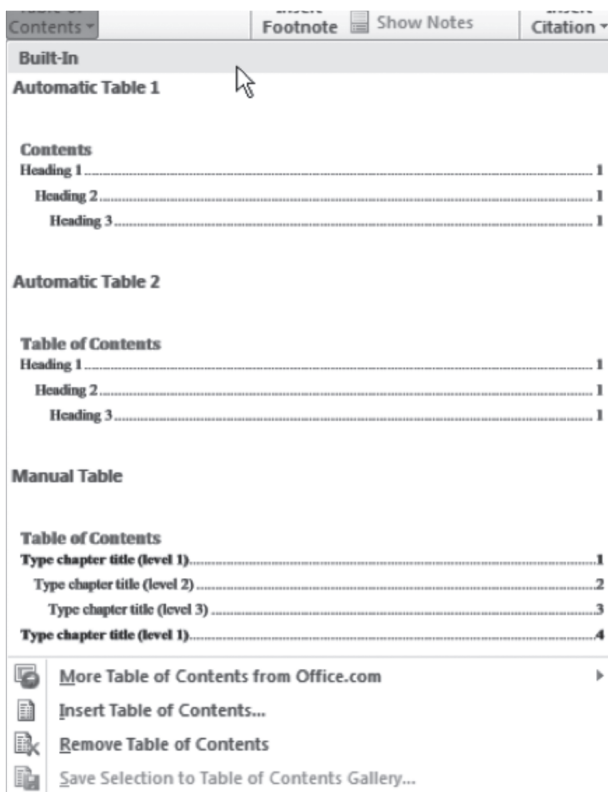 Contents
Footnote Show Notes Citation
Built-In
Automatic Table 1
Contents
Heading 1 1
Heading 2 1
Heading 3 1
Automatic Table 2
Table of Contents
Heading 1 1
Heading 2 1
Heading 3 1
Manual Table
Table of Contents
Type chapter title (level 1) 1
Type chapter title (level 2) 2
Type chapter title (level 3) 3
Type chapter title (level 1) 4
More Table of Contents from Office.com
Insert Table of Contents...
Remove Table of Contents
Save Selection to Table of Contents Gallery...